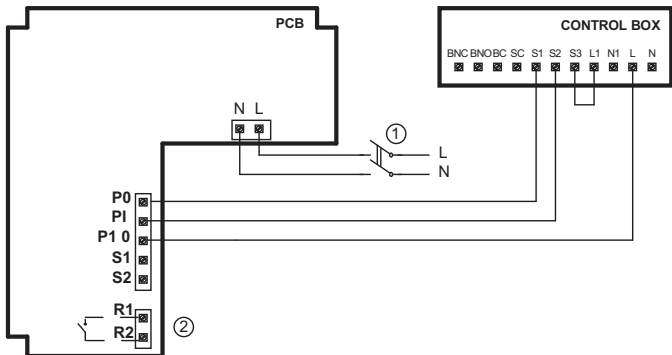 PCB
CONTROL BOX
BNC BNO BC SC S1 S2 S3 L1 N1 L N
N L
1
L
N
P0
PI
P1 0
S1
S2
R1
R2
2